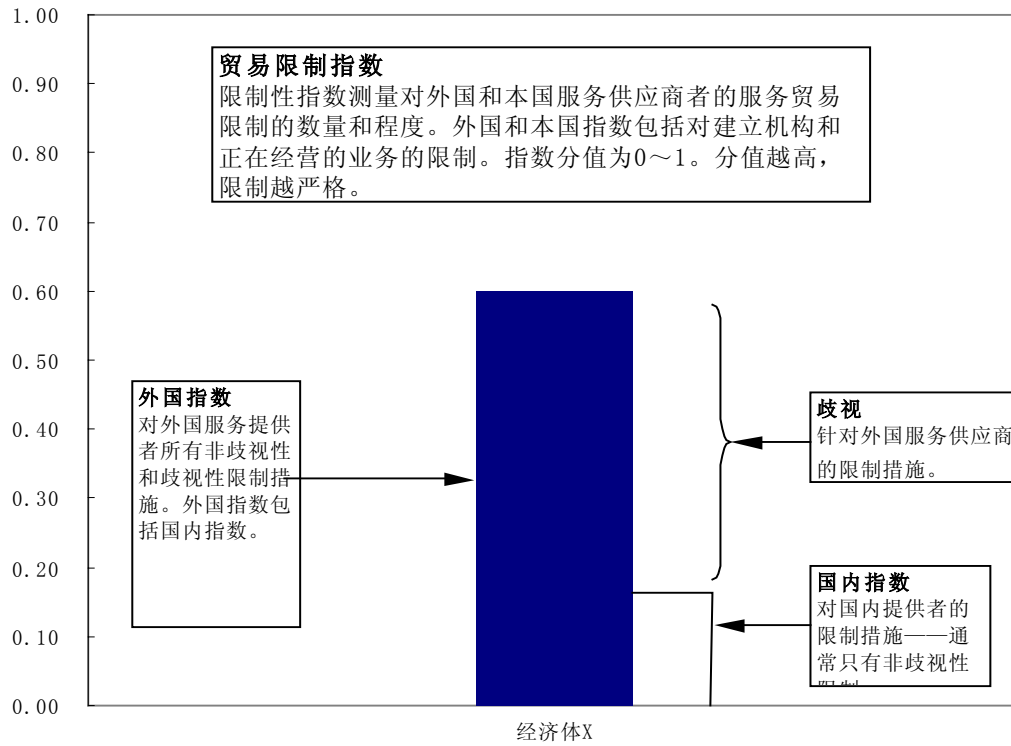 1.00
0.90
0.80
0.70
0.60
0.50
0.40
0.30
0.20
0.10
0.00
贸易限制指数
限制性指数测量对外国和本国服务供应商者的服务贸易
限制的数量和程度。外国和本国指数包括对建立机构和
正在经营的业务的限制。指数分值为0～1。分值越高，
限制越严格。
外国指数
对外国服务提供
者所有非歧视性
和歧视性限制措
施。外国指数包
括国内指数。
歧视
针对外国服务供应商
的限制措施。
国内指数
对国内提供者的
限制措施——通
常只有非歧视性
经济体X